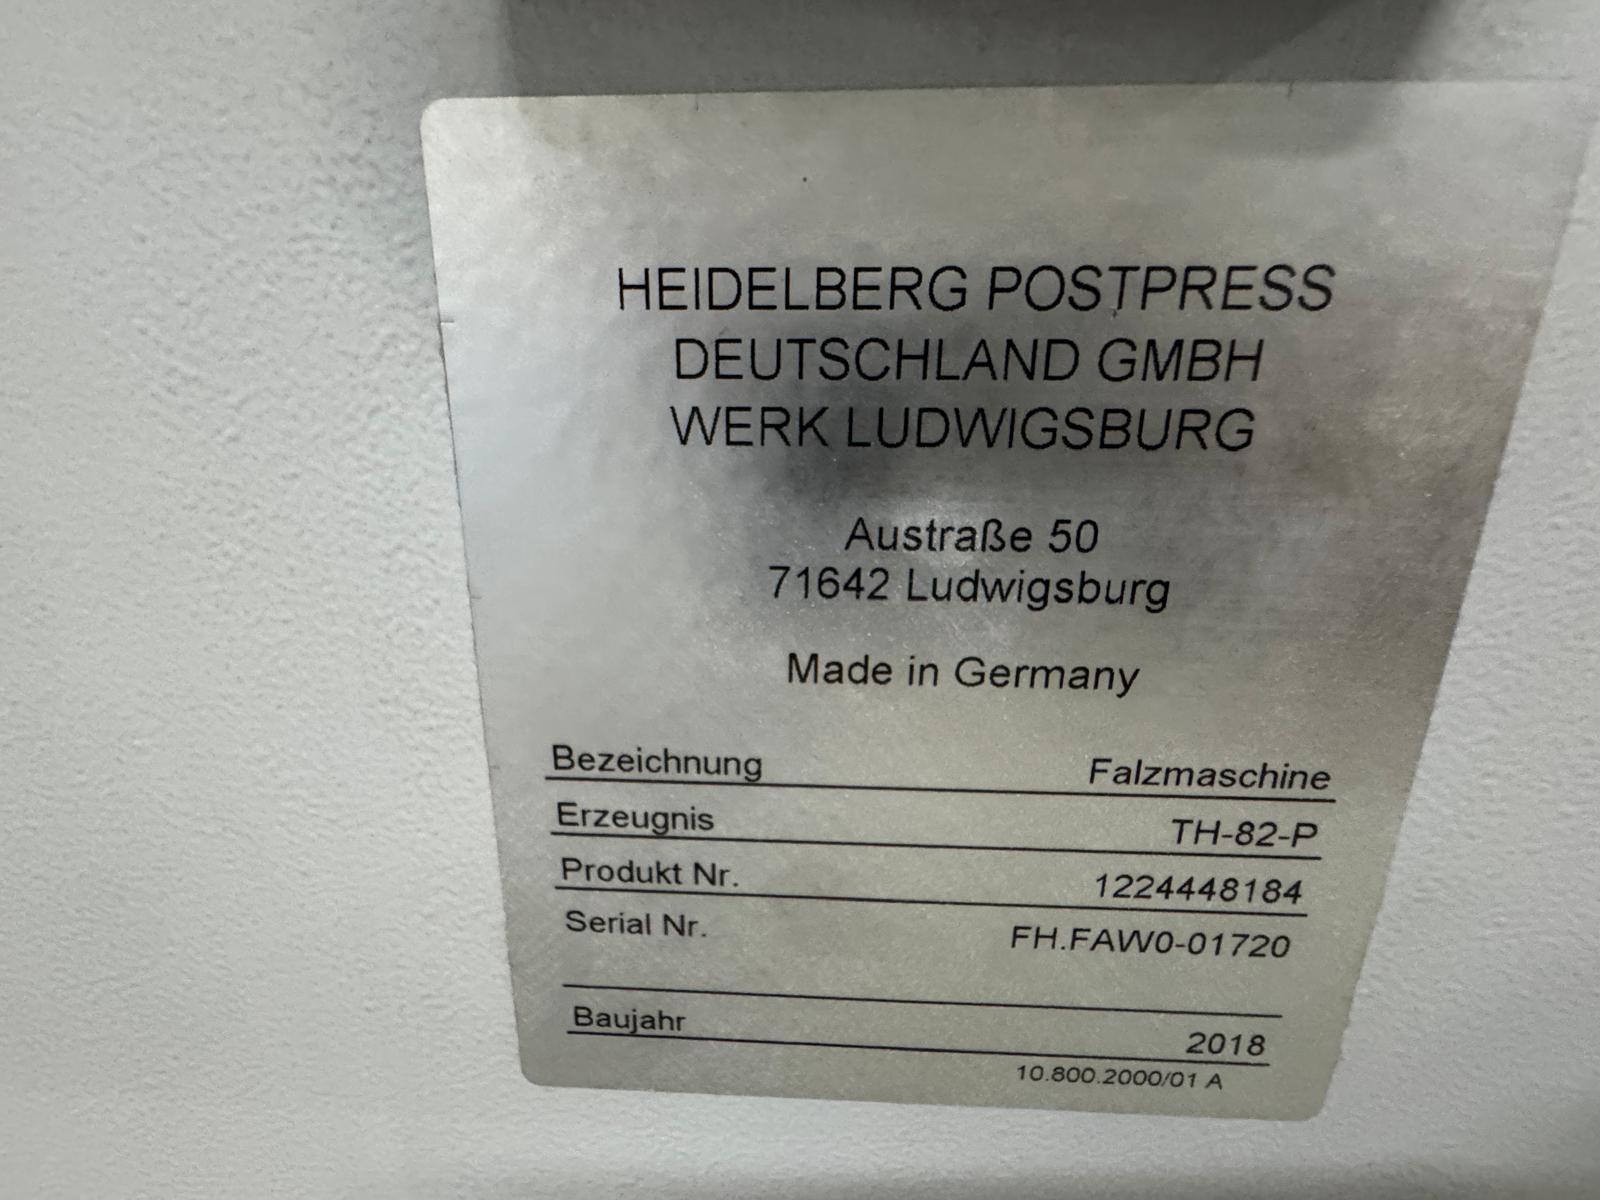 HEIDELBERG POSTPRESS
DEUTSCHLAND GMBH
WERK LUDWIGSBURG
Austraße 50
71642 Ludwigsburg
Made in Germany
Bezeichnung Falzmaschine
Erzeugnis TH-82-P
Produkt Nr. 1224448184
Serial Nr. FH.FAW0-01720
Baujahr 2018
10.800.2000/01 A